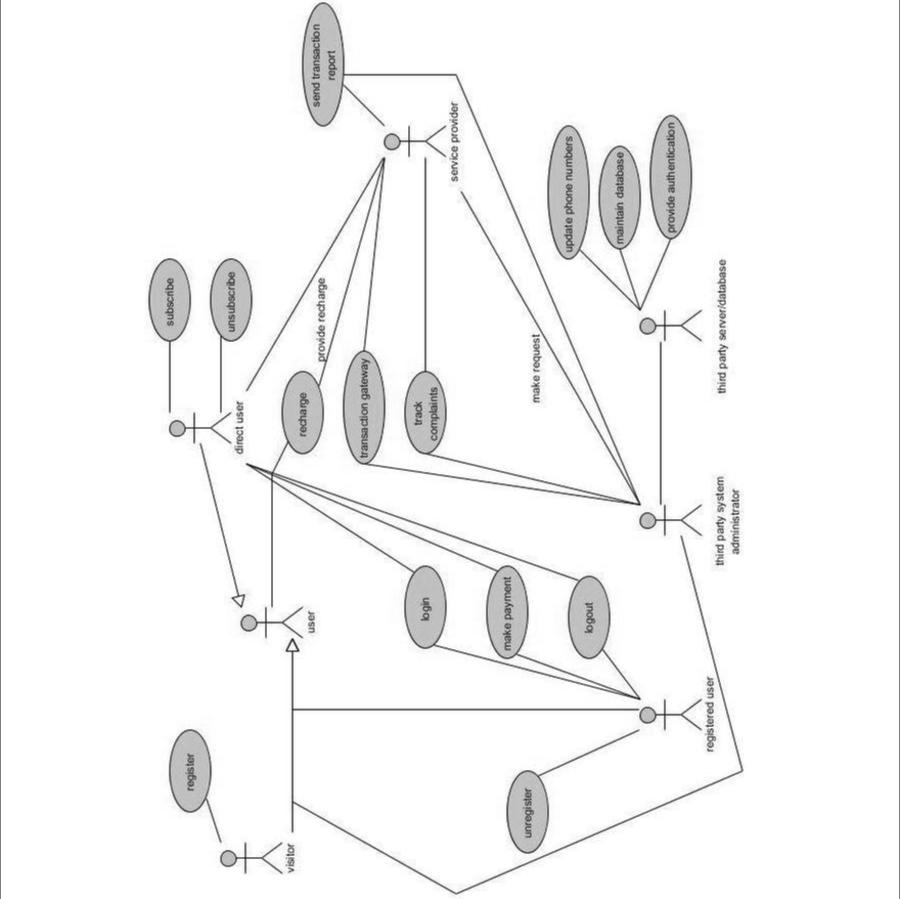 register
visitor
user
subscribe
unsubscribe
direct user
unregister
registered user
login
make payment
logout
recharge
provide recharge
transaction gateway
track
complaints
send transaction
report
service provider
make request
third party system
administrator
update phone numbers
maintain database
provide authentication
third party server/database